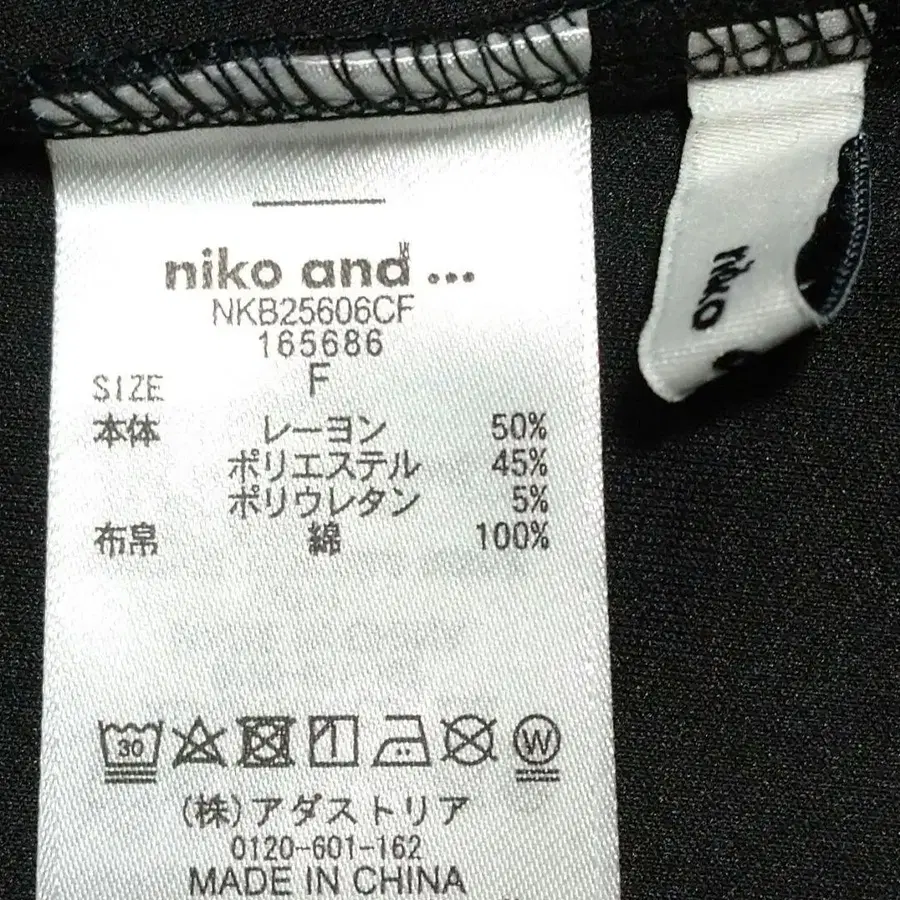 niko and ...
NKB25606CF
165686
SIZE F
本体 レーヨン 50%
ポリエステル 45%
ポリウレタン 5%
布帛 綿 100%
30
W
(株)アダストリア
0120-601-162
MADE IN CHINA
niko